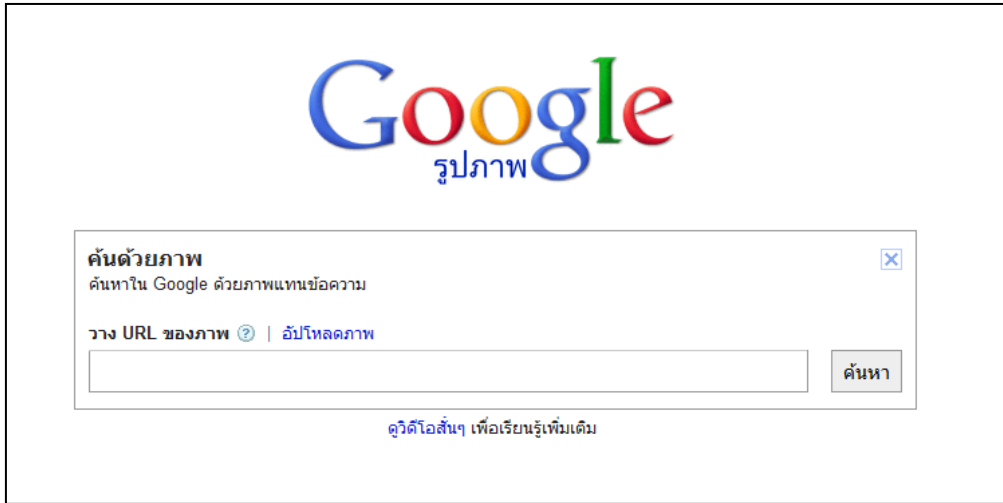 Google
รูปภาพ
ค้นด้วยภาพ
ค้นหาใน Google ด้วยภาพแทนข้อความ
วาง URL ของภาพ ? | อัปโหลดภาพ
ค้นหา
ดูวิดีโอสั้นๆ เพื่อเรียนรู้เพิ่มเติม